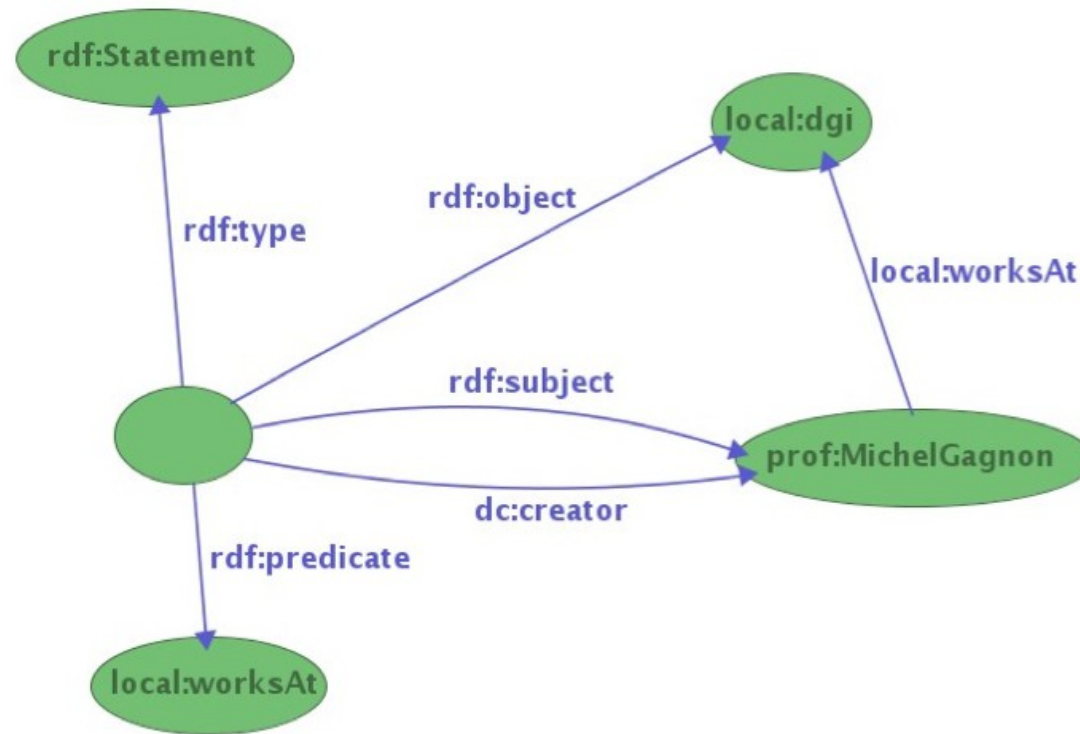 rdf:Statement
local:dgi
rdf:object
rdf:type
local:worksAt
rdf:subject
prof:MichelGagnon
dc:creator
rdf:predicate
local:worksAt